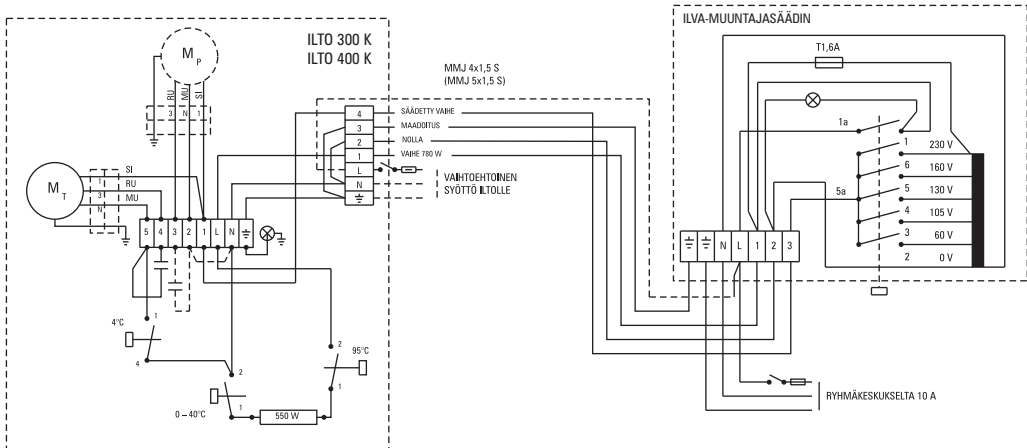 ILTO 300 K
ILTO 400 K
M P
RU
MU
SI
3
N
1
M T
SI
RU
MU
1
3
N
5
4
3
2
1
L
N
4°C
1
4
0 – 40°C
2
1
550 W
95°C
2
1
MMJ 4x1,5 S
(MMJ 5x1,5 S)
4
3
2
1
L
N
SÄÄDETTY VAIHE
MAADOITUS
NOLLA
VAIHE 780 W
VAIHTOEHTOINEN
SYÖTTÖ ILTOLLE
ILVA-MUUNTAJASÄÄDIN
T1,6A
1a
5a
1
230 V
6
160 V
5
130 V
4
105 V
3
60 V
2
0 V
N
L
1
2
3
RYHMÄKESKUKSELTA 10 A